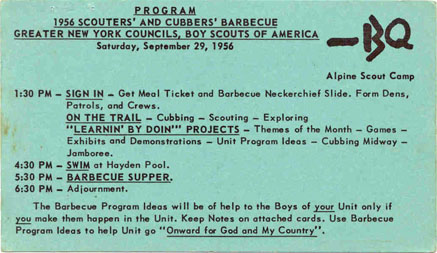 PROGRAM
1956 SCOUTERS' AND CUBBERS' BARBECUE
GREATER NEW YORK COUNCILS, BOY SCOUTS OF AMERICA
Saturday, September 29, 1956
—BQ
Alpine Scout Camp
1:30 PM — SIGN IN — Get Meal Ticket and Barbecue Neckerchief Slide. Form Dens,
Patrols, and Crews.
ON THE TRAIL — Cubbing — Scouting — Exploring
"LEARNIN' BY DOIN'" PROJECTS — Themes of the Month — Games —
Exhibits and Demonstrations — Unit Program Ideas — Cubbing Midway —
Jamboree.
4:30 PM — SWIM at Hayden Pool.
5:30 PM — BARBECUE SUPPER.
6:30 PM — Adjournment.
The Barbecue Program Ideas will be of help to the Boys of your Unit only if
you make them happen in the Unit. Keep Notes on attached cards. Use Barbecue
Program Ideas to help Unit go "Onward for God and My Country".